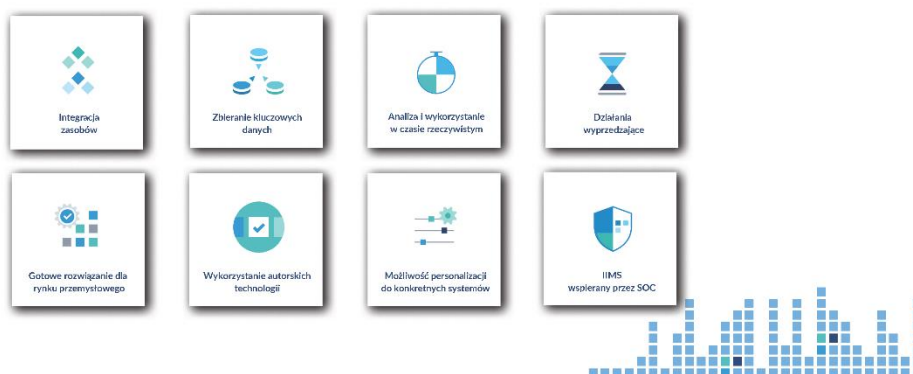 Integracja
zasobów
Zbieranie kluczowych
danych
Analiza i wykorzystanie
w czasie rzeczywistym
Działania
wyprzedzające
Gotowe rozwiązanie dla
rynku przemysłowego
Wykorzystanie autorskich
technologii
Możliwość personalizacji
do konkretnych systemów
IIMS
wspierany przez SOC